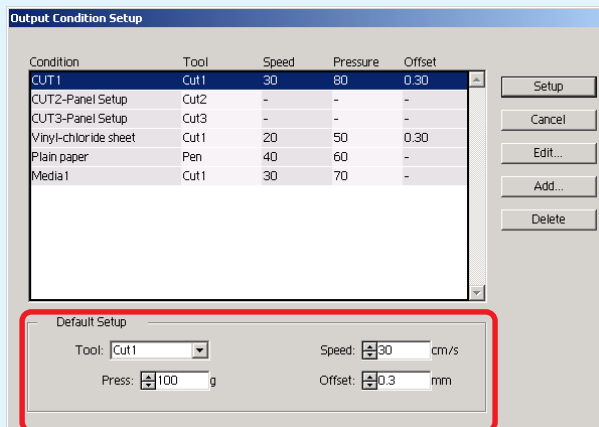 Output Condition Setup
Condition Tool Speed Pressure Offset
CUT1 Cut1 30 80 0.30
CUT2-Panel Setup Cut2 - - -
CUT3-Panel Setup Cut3 - - -
Vinyl-chloride sheet Cut1 20 50 0.30
Plain paper Pen 40 60 -
Media1 Cut1 30 70 -
Setup
Cancel
Edit...
Add...
Delete
Default Setup
Tool: Cut1 Speed: 30 cm/s
Press: 100 g Offset: 0.3 mm